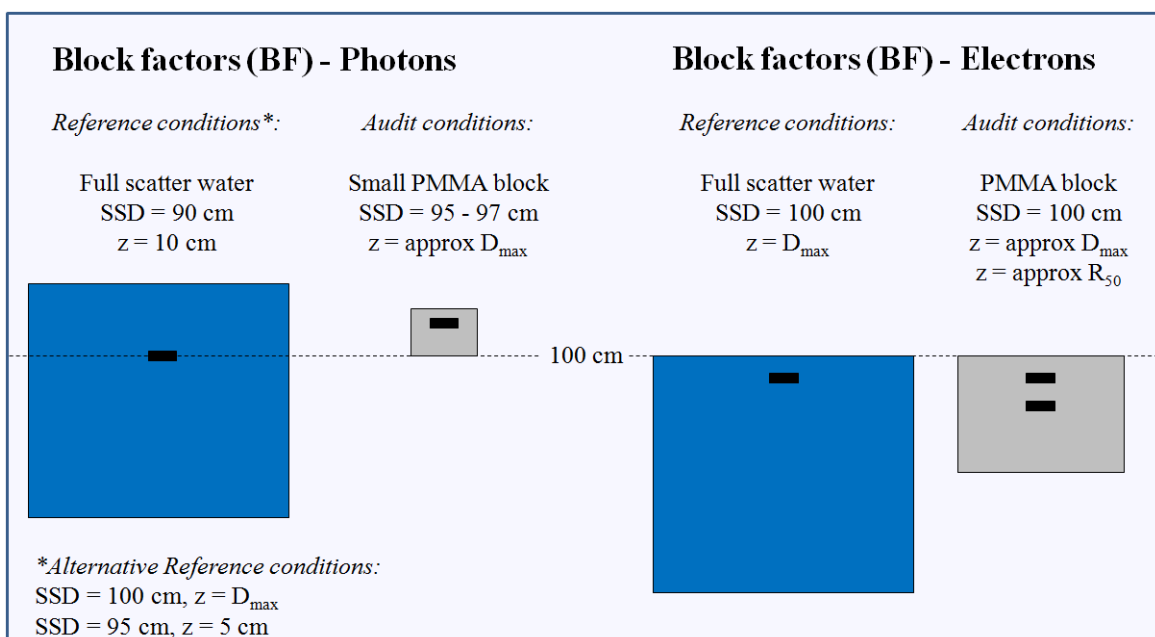 Block factors (BF) - Photons
Reference conditions*:
Full scatter water
SSD = 90 cm
z = 10 cm
Audit conditions:
Small PMMA block
SSD = 95 - 97 cm
z = approx Dmax
*Alternative Reference conditions:
SSD = 100 cm, z = Dmax
SSD = 95 cm, z = 5 cm
100 cm
Block factors (BF) - Electrons
Reference conditions:
Full scatter water
SSD = 100 cm
z = Dmax
Audit conditions:
PMMA block
SSD = 100 cm
z = approx Dmax
z = approx R50